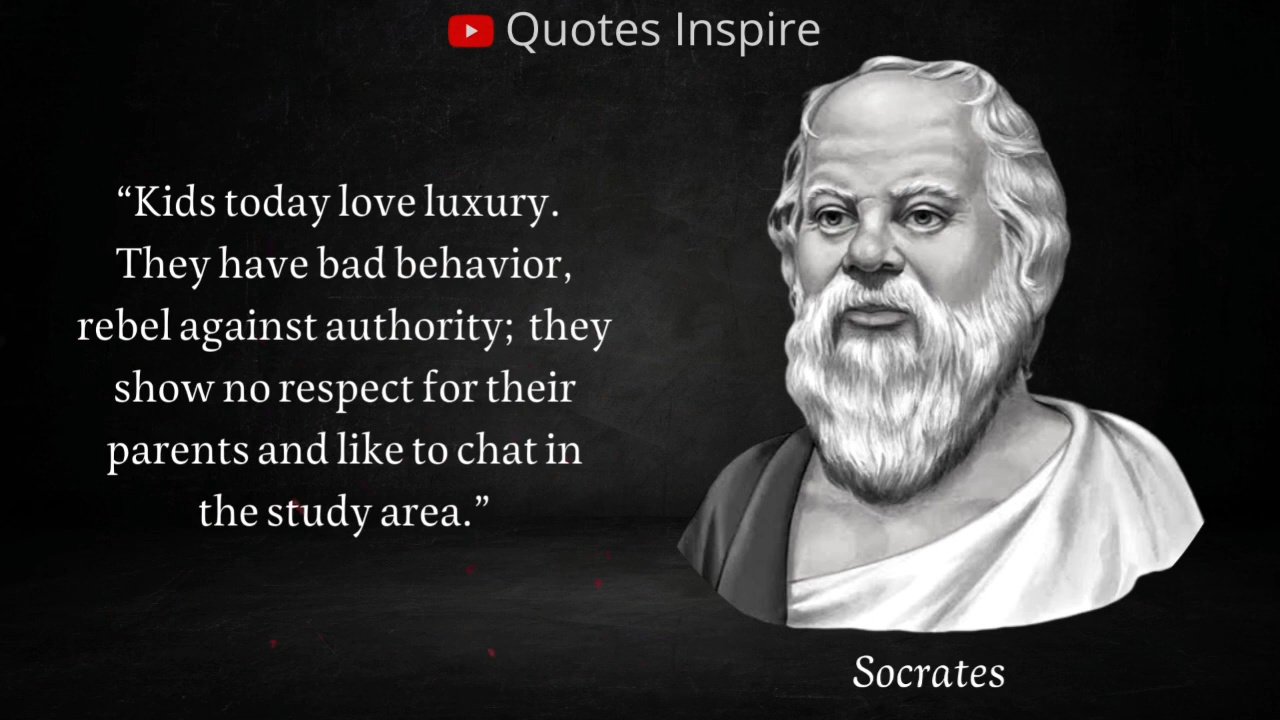 Quotes Inspire
“Kids today love luxury.
They have bad behavior,
rebel against authority; they
show no respect for their
parents and like to chat in
the study area.”
Socrates